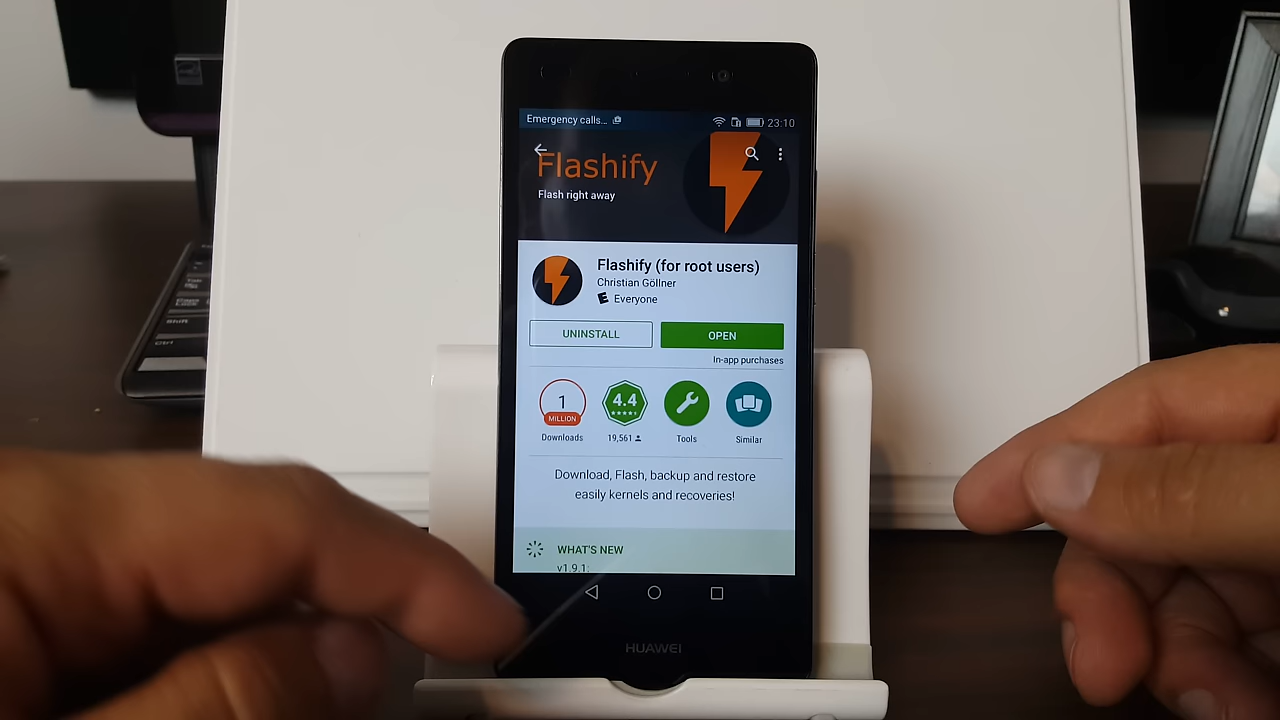 Emergency calls...
23:10
Flashify
Flash right away
Flashify (for root users)
Christian Göllner
Everyone
UNINSTALL
OPEN
In-app purchases
1
MILLION
4.4
Downloads
19,561
Tools
Similar
Download, Flash, backup and restore
easily kernels and recoveries!
WHAT'S NEW
v1.9.1:
HUAWEI